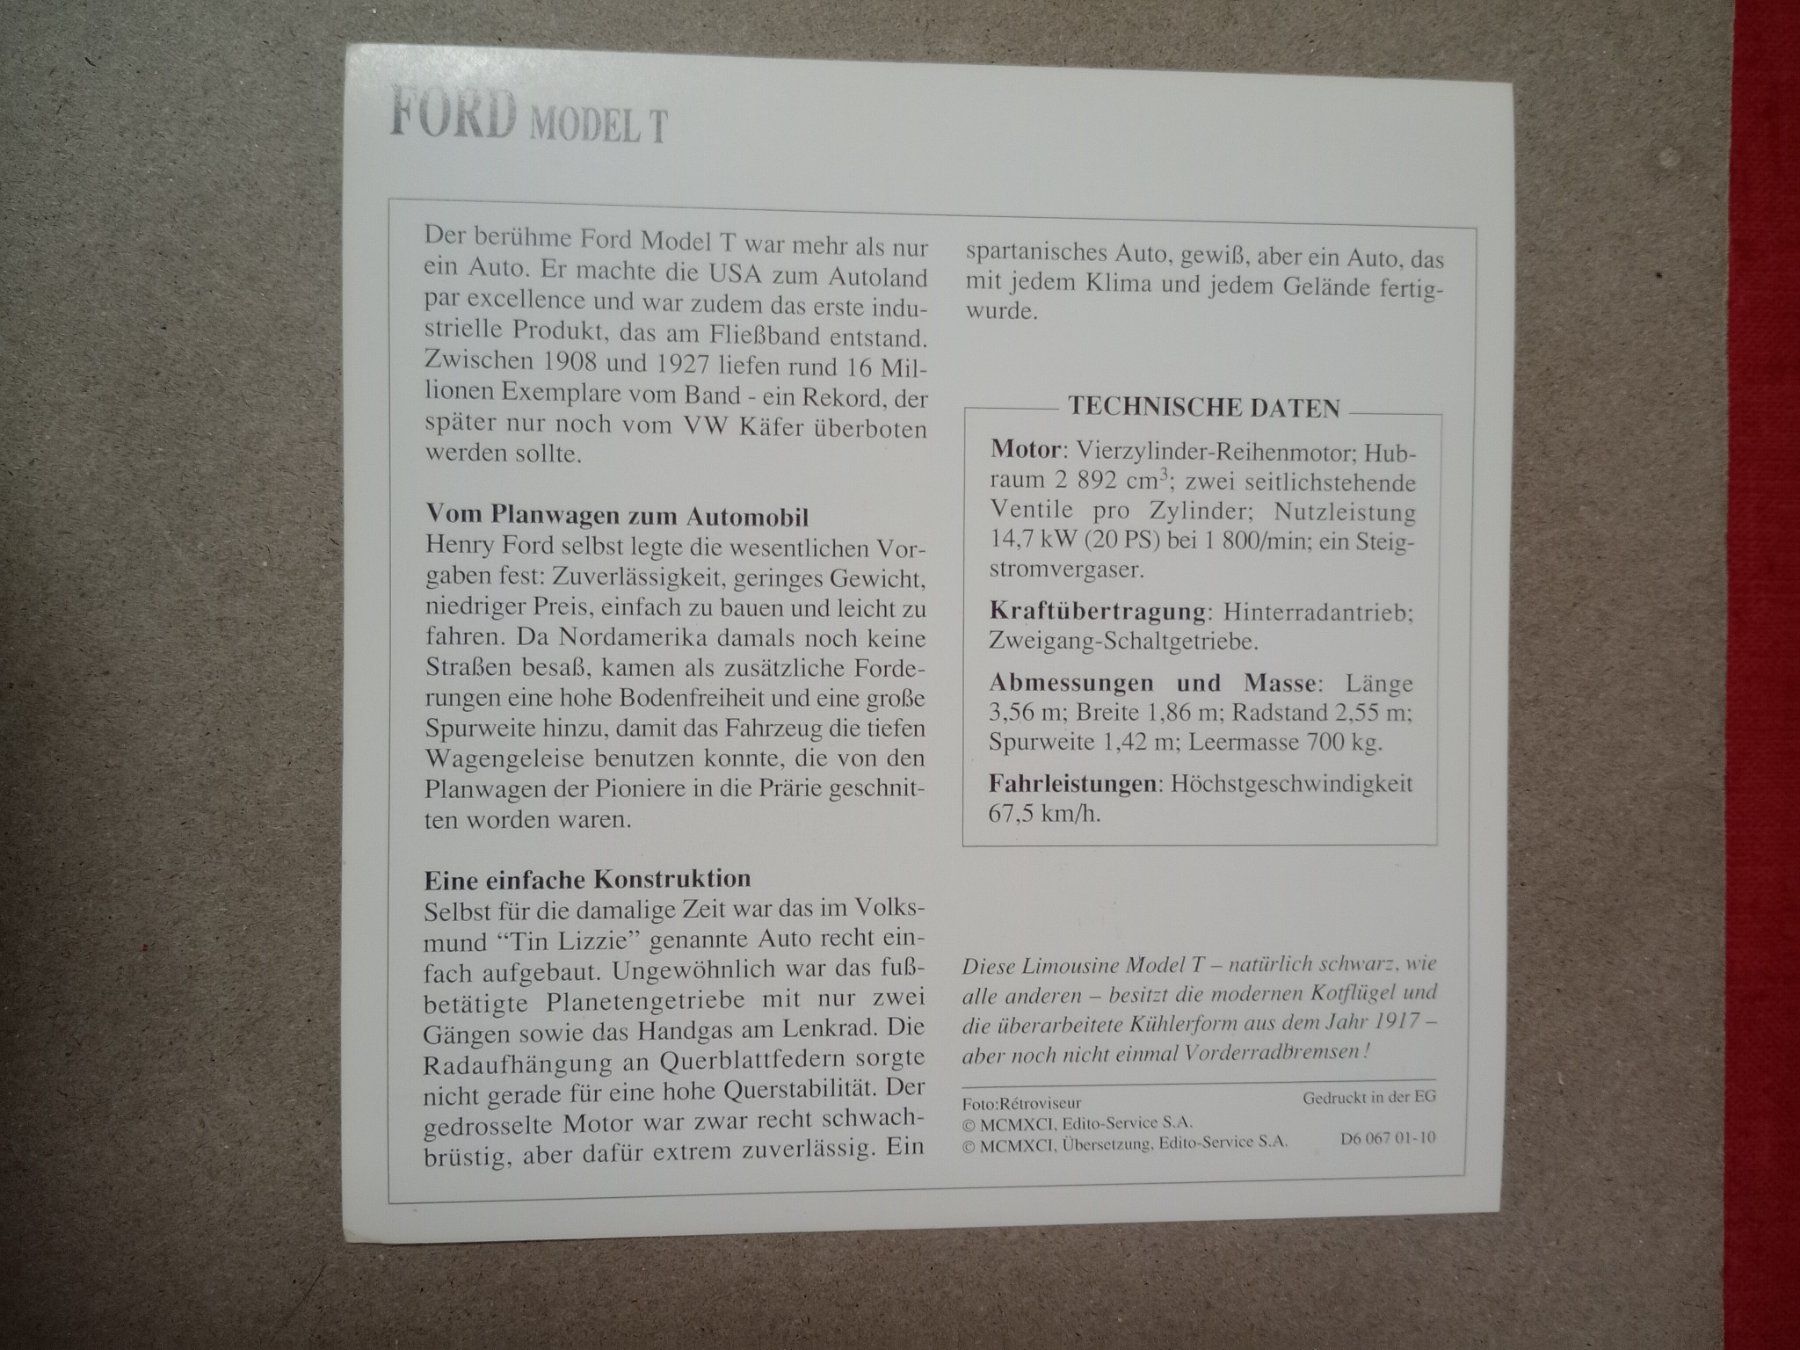 FORD MODEL T
Der berühme Ford Model T war mehr als nur
ein Auto. Er machte die USA zum Autoland
par excellence und war zudem das erste indu-
strielle Produkt, das am Fließband entstand.
Zwischen 1908 und 1927 liefen rund 16 Mil-
lionen Exemplare vom Band - ein Rekord, der
später nur noch vom VW Käfer überboten
werden sollte.
Vom Planwagen zum Automobil
Henry Ford selbst legte die wesentlichen Vor-
gaben fest: Zuverlässigkeit, geringes Gewicht,
niedriger Preis, einfach zu bauen und leicht zu
fahren. Da Nordamerika damals noch keine
Straßen besaß, kamen als zusätzliche Forde-
rungen eine hohe Bodenfreiheit und eine große
Spurweite hinzu, damit das Fahrzeug die tiefen
Wagengeleise benutzen konnte, die von den
Planwagen der Pioniere in die Prärie geschnit-
ten worden waren.
Eine einfache Konstruktion
Selbst für die damalige Zeit war das im Volks-
mund “Tin Lizzie” genannte Auto recht ein-
fach aufgebaut. Ungewöhnlich war das fuß-
betätigte Planetengetriebe mit nur zwei
Gängen sowie das Handgas am Lenkrad. Die
Radaufhängung an Querblattfedern sorgte
nicht gerade für eine hohe Querstabilität. Der
gedrosselte Motor war zwar recht schwach-
brüstig, aber dafür extrem zuverlässig. Ein
spartanisches Auto, gewiß, aber ein Auto, das
mit jedem Klima und jedem Gelände fertig-
wurde.
TECHNISCHE DATEN
Motor: Vierzylinder-Reihenmotor; Hub-
raum 2 892 cm³; zwei seitlichstehende
Ventile pro Zylinder; Nutzleistung
14,7 kW (20 PS) bei 1 800/min; ein Steig-
stromvergaser.
Kraftübertragung: Hinterradantrieb;
Zweigang-Schaltgetriebe.
Abmessungen und Masse: Länge
3,56 m; Breite 1,86 m; Radstand 2,55 m;
Spurweite 1,42 m; Leermasse 700 kg.
Fahrleistungen: Höchstgeschwindigkeit
67,5 km/h.
Diese Limousine Model T – natürlich schwarz, wie
alle anderen – besitzt die modernen Kotflügel und
die überarbeitete Kühlerform aus dem Jahr 1917 –
aber noch nicht einmal Vorderradbremsen !
Foto:Rétroviseur Gedruckt in der EG
© MCMXCI, Edito-Service S.A.
© MCMXCI, Übersetzung, Edito-Service S.A. D6 067 01-10